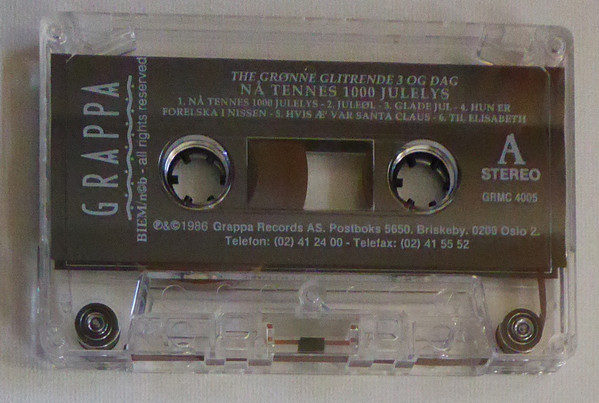 GRAPPA
BIEM/n©b - all rights reserved
THE GRØNNE GLITRENDE 3 OG DAG
NÅ TENNES 1000 JULELYS
1. NÅ TENNES 1000 JULELYS - 2. JULEØL - 3. GLADE JUL - 4. HUN ER
FORELSKA I NISSEN - 5. HVIS Æ' VAR SANTA CLAUS - 6. TIL ELISABETH
A
STEREO
GRMC 4005
℗&©1986 Grappa Records AS. Postboks 5650. Briskeby. 0209 Oslo 2.
Telefon: (02) 41 24 00 - Telefax: (02) 41 55 52